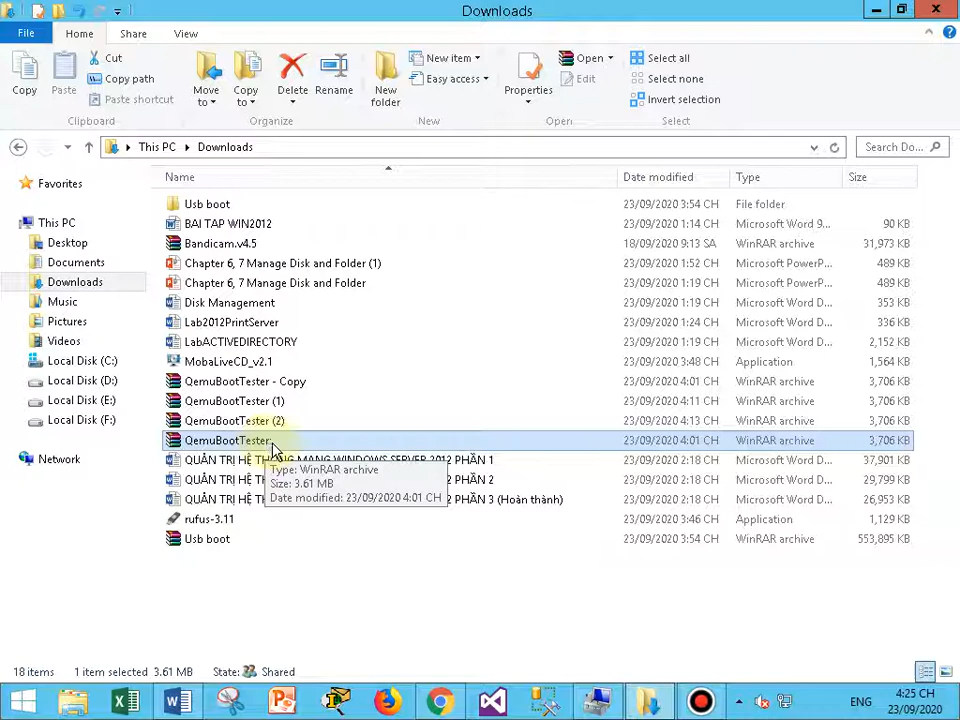 Downloads
File Home Share View
Copy Paste Cut Copy path Paste shortcut Clipboard
Move to Copy to Delete Rename Organize
New folder New item Easy access New
Properties Open Edit Open
Select all Select none Invert selection Select
This PC Downloads Search Do...
Favorites
This PC
Desktop
Documents
Downloads
Music
Pictures
Videos
Local Disk (C:)
Local Disk (D:)
Local Disk (E:)
Local Disk (F:)
Network
Name Date modified Type Size
Usb boot 23/09/2020 3:54 CH File folder
BAI TAP WIN2012 23/09/2020 1:14 CH Microsoft Word 9... 90 KB
Bandicam.v4.5 18/09/2020 9:13 SA WinRAR archive 31,973 KB
Chapter 6, 7 Manage Disk and Folder (1) 23/09/2020 1:52 CH Microsoft PowerP... 489 KB
Chapter 6, 7 Manage Disk and Folder 23/09/2020 1:52 CH Microsoft PowerP... 489 KB
Disk Management 23/09/2020 1:19 CH Microsoft Word D... 353 KB
Lab2012PrintServer 23/09/2020 1:24 CH Microsoft Word D... 336 KB
LabACTIVEDIRECTORY 23/09/2020 1:19 CH Microsoft Word D... 2,152 KB
MobaLiveCD_v2.1 23/09/2020 3:48 CH Application 1,564 KB
QemuBootTester - Copy 23/09/2020 4:01 CH WinRAR archive 3,706 KB
QemuBootTester (1) 23/09/2020 4:11 CH WinRAR archive 3,706 KB
QemuBootTester (2) 23/09/2020 4:13 CH WinRAR archive 3,706 KB
QemuBootTester 23/09/2020 4:01 CH WinRAR archive 3,706 KB
QUẢN TRỊ HỆ THỐNG MẠNG WINDOWS SERVER 2012 PHẦN 1 23/09/2020 2:18 CH Microsoft Word D... 37,901 KB
QUẢN TRỊ HỆ TH 2 PHẦN 2 23/09/2020 2:18 CH Microsoft Word D... 29,799 KB
QUẢN TRỊ HỆ TH 2 PHẦN 3 (Hoàn thành) 23/09/2020 2:18 CH Microsoft Word D... 26,953 KB
rufus-3.11 23/09/2020 3:46 CH Application 1,129 KB
Usb boot 23/09/2020 3:54 CH WinRAR archive 553,895 KB
Type: WinRAR archive
Size: 3.61 MB
Date modified: 23/09/2020 4:01 CH
18 items 1 item selected 3.61 MB State: Shared
ENG 4:25 CH
23/09/2020